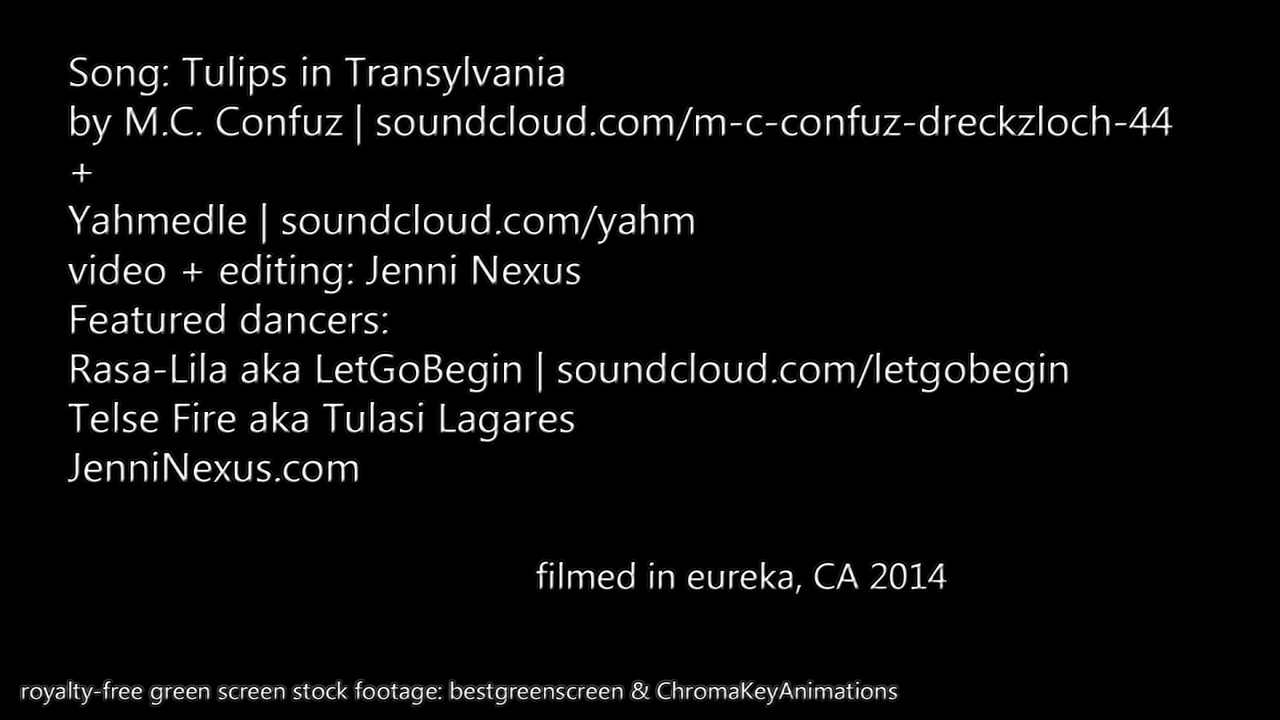 Song: Tulips in Transylvania
by M.C. Confuz | soundcloud.com/m-c-confuz-dreckzloch-44
+
Yahmedle | soundcloud.com/yahm
video + editing: Jenni Nexus
Featured dancers:
Rasa-Lila aka LetGoBegin | soundcloud.com/letgobegin
Telse Fire aka Tulasi Lagares
JenniNexus.com
filmed in eureka, CA 2014
royalty-free green screen stock footage: bestgreenscreen & ChromaKeyAnimations